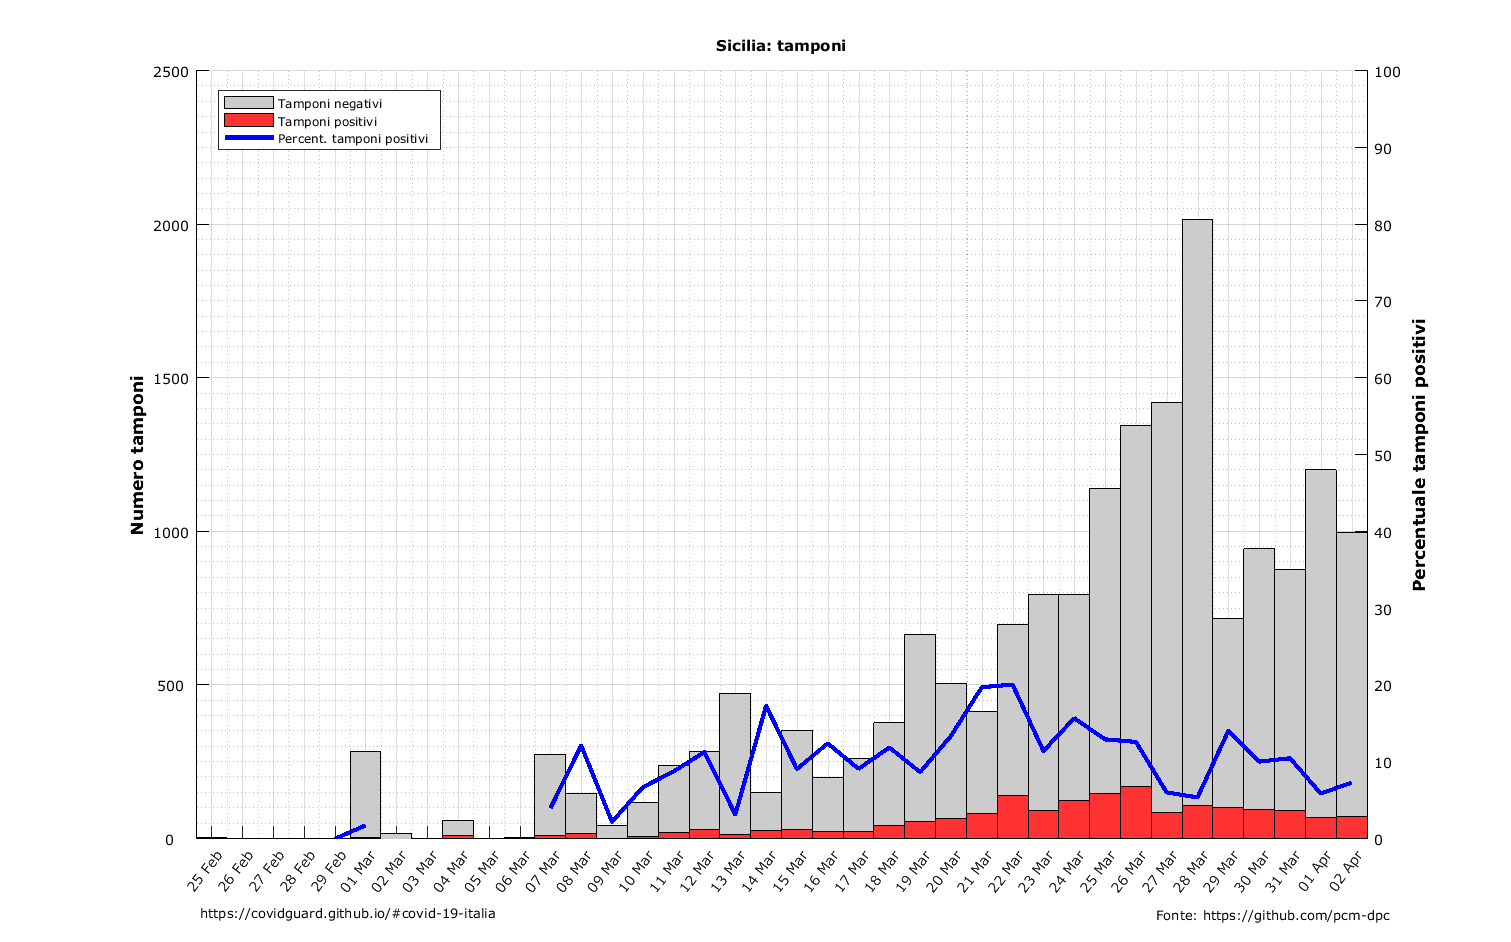 Sicilia: tamponi
2500
2000
1500
1000
500
0
Numero tamponi
Tamponi negativi
Tamponi positivi
Percent. tamponi positivi
100
90
80
70
60
50
40
30
20
10
0
Percentuale tamponi positivi
25 Feb
26 Feb
27 Feb
28 Feb
29 Feb
01 Mar
02 Mar
03 Mar
04 Mar
05 Mar
06 Mar
07 Mar
08 Mar
09 Mar
10 Mar
11 Mar
12 Mar
13 Mar
14 Mar
15 Mar
16 Mar
17 Mar
18 Mar
19 Mar
20 Mar
21 Mar
22 Mar
23 Mar
24 Mar
25 Mar
26 Mar
27 Mar
28 Mar
29 Mar
30 Mar
31 Mar
01 Apr
02 Apr
https://covidguard.github.io/#covid-19-italia
Fonte: https://github.com/pcm-dpc